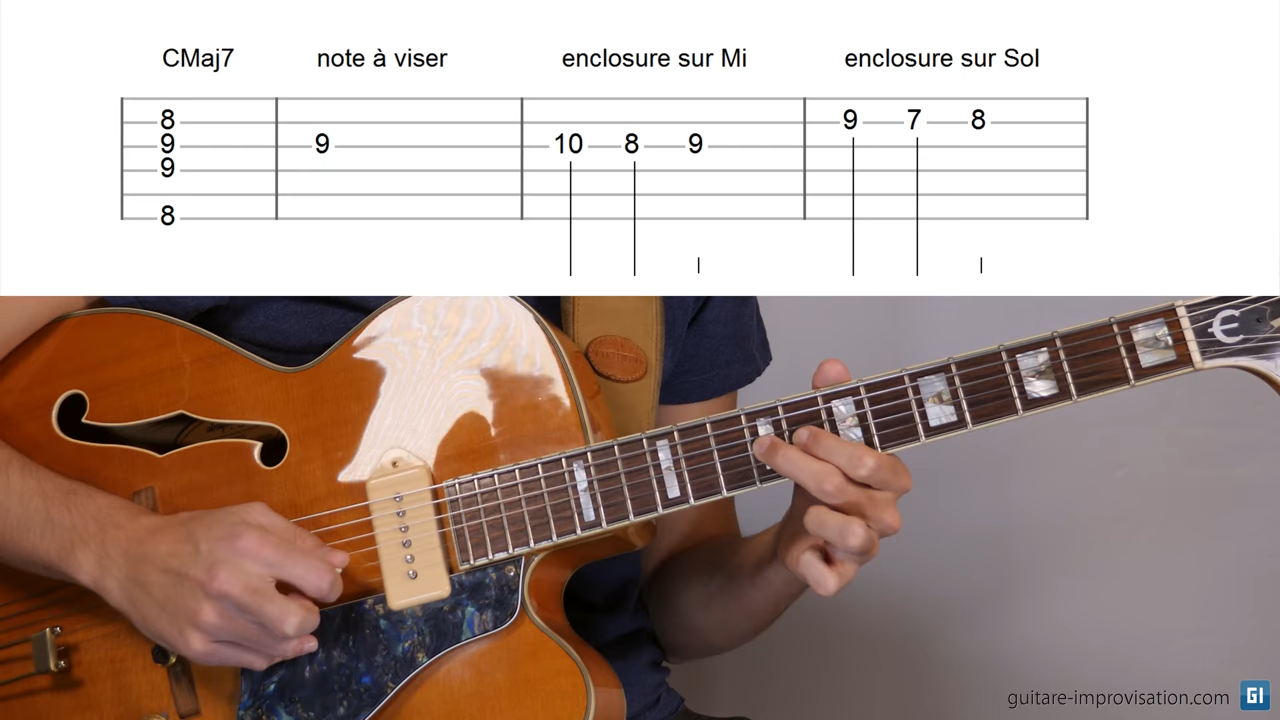 CMaj7 note à viser enclosure sur Mi enclosure sur Sol
8 9 7 8
9 9 10 8 9
9
8
guitare-improvisation.com GI